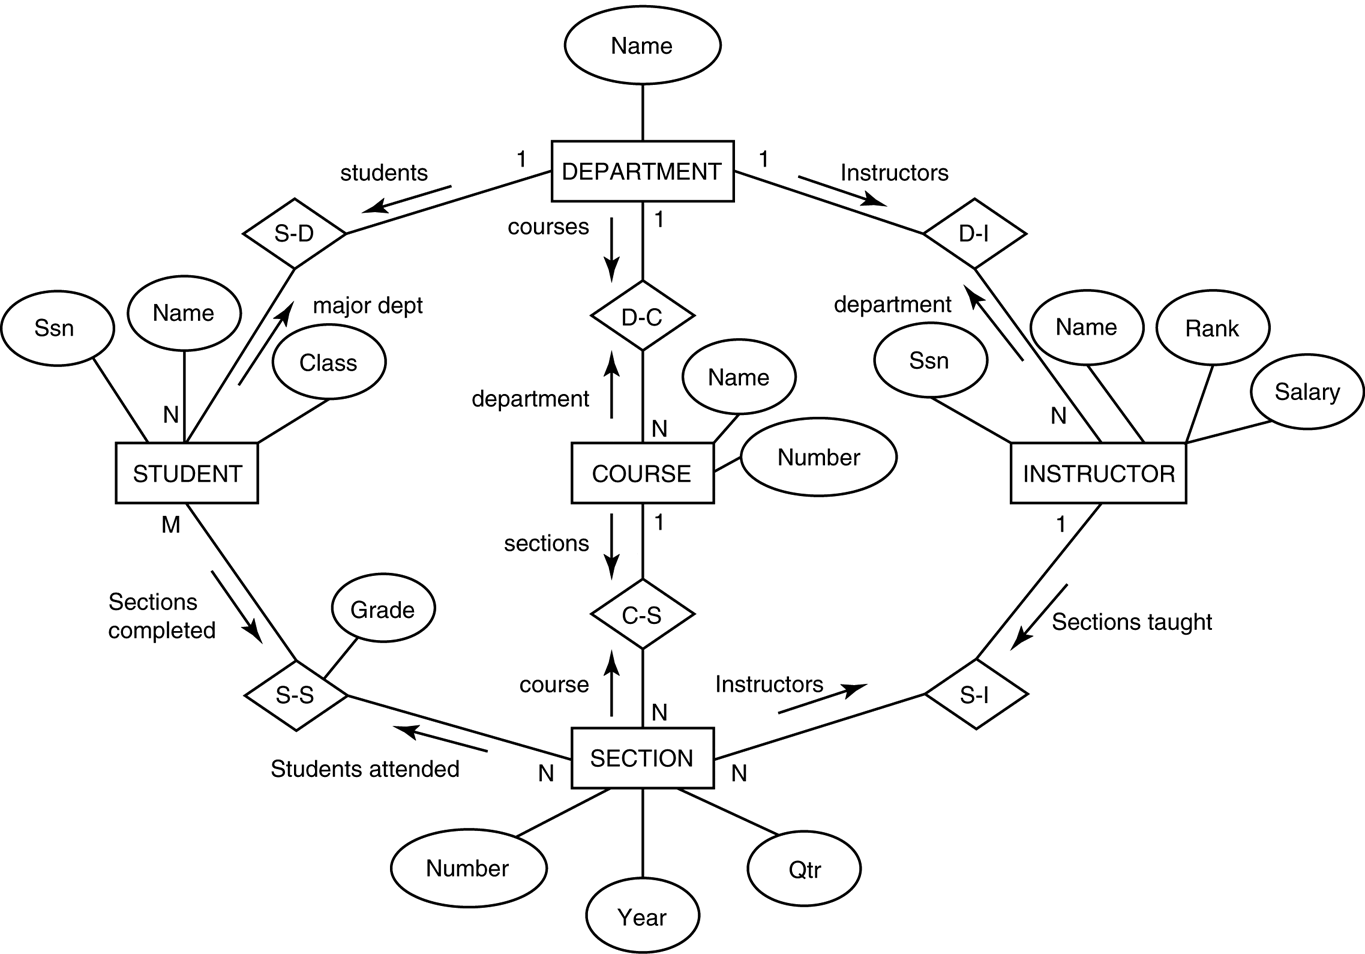 Name
1
DEPARTMENT
1
students
Instructors
courses
1
S-D
D-I
major dept
department
Ssn
Name
Class
D-C
Ssn
Name
Rank
Salary
department
Name
N
N
N
Number
STUDENT
COURSE
INSTRUCTOR
M
1
1
sections
Sections
completed
Grade
C-S
Sections taught
S-S
course
Instructors
S-I
N
Students attended
N
SECTION
N
Number
Year
Qtr